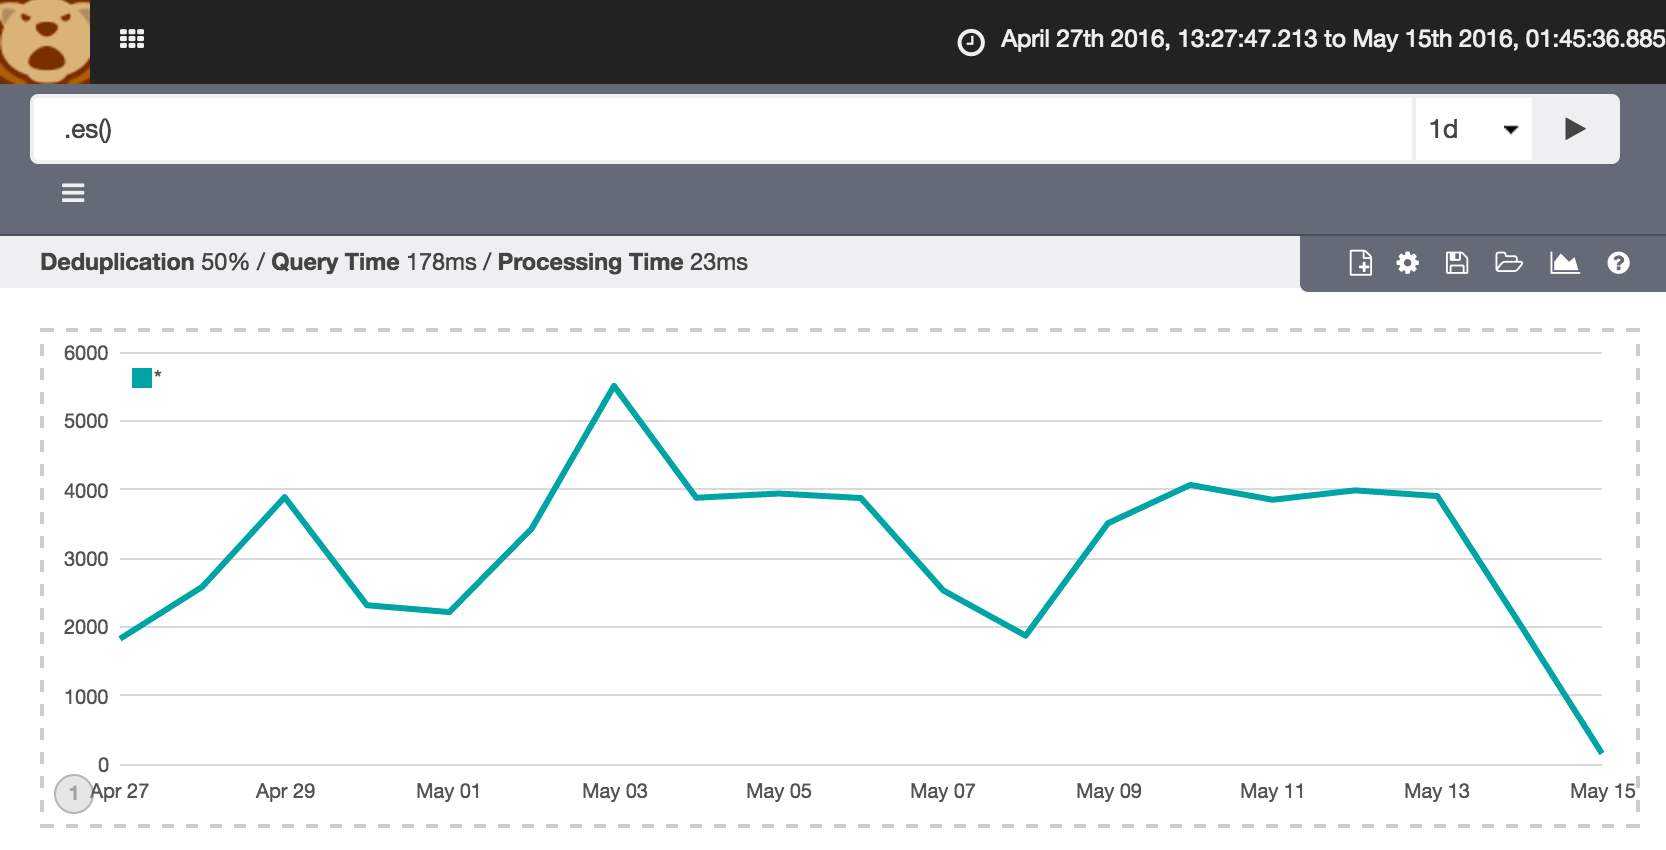 April 27th 2016, 13:27:47.213 to May 15th 2016, 01:45:36.885
.es()
1d
Deduplication 50% / Query Time 178ms / Processing Time 23ms
*
6000
5000
4000
3000
2000
1000
0
1
Apr 27 Apr 29 May 01 May 03 May 05 May 07 May 09 May 11 May 13 May 15